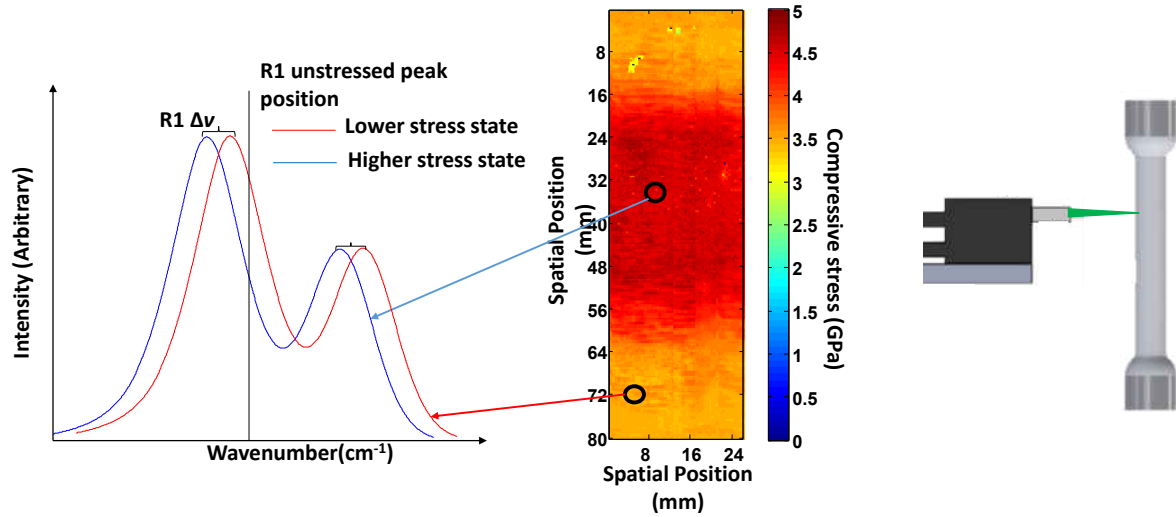 R1 unstressed peak
position
R1 Δv
Lower stress state
Higher stress state
Intensity (Arbitrary)
Wavenumber(cm⁻¹)
Spatial Position
(mm)
8
16
24
32
40
48
56
64
72
80
8
16
24
Spatial Position
(mm)
5
4.5
4
3.5
3
2.5
2
1.5
1
0.5
0
Compressive stress (GPa)